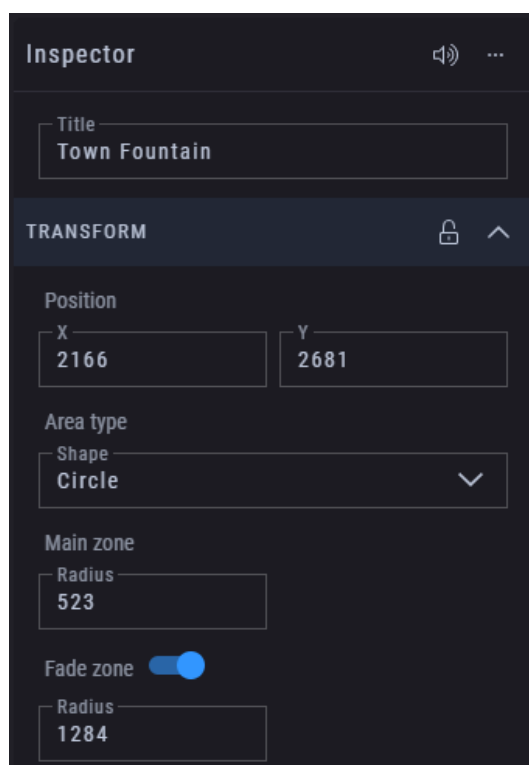 Inspector
Title
Town Fountain
TRANSFORM
Position
X
2166
Y
2681
Area type
Shape
Circle
Main zone
Radius
523
Fade zone
Radius
1284